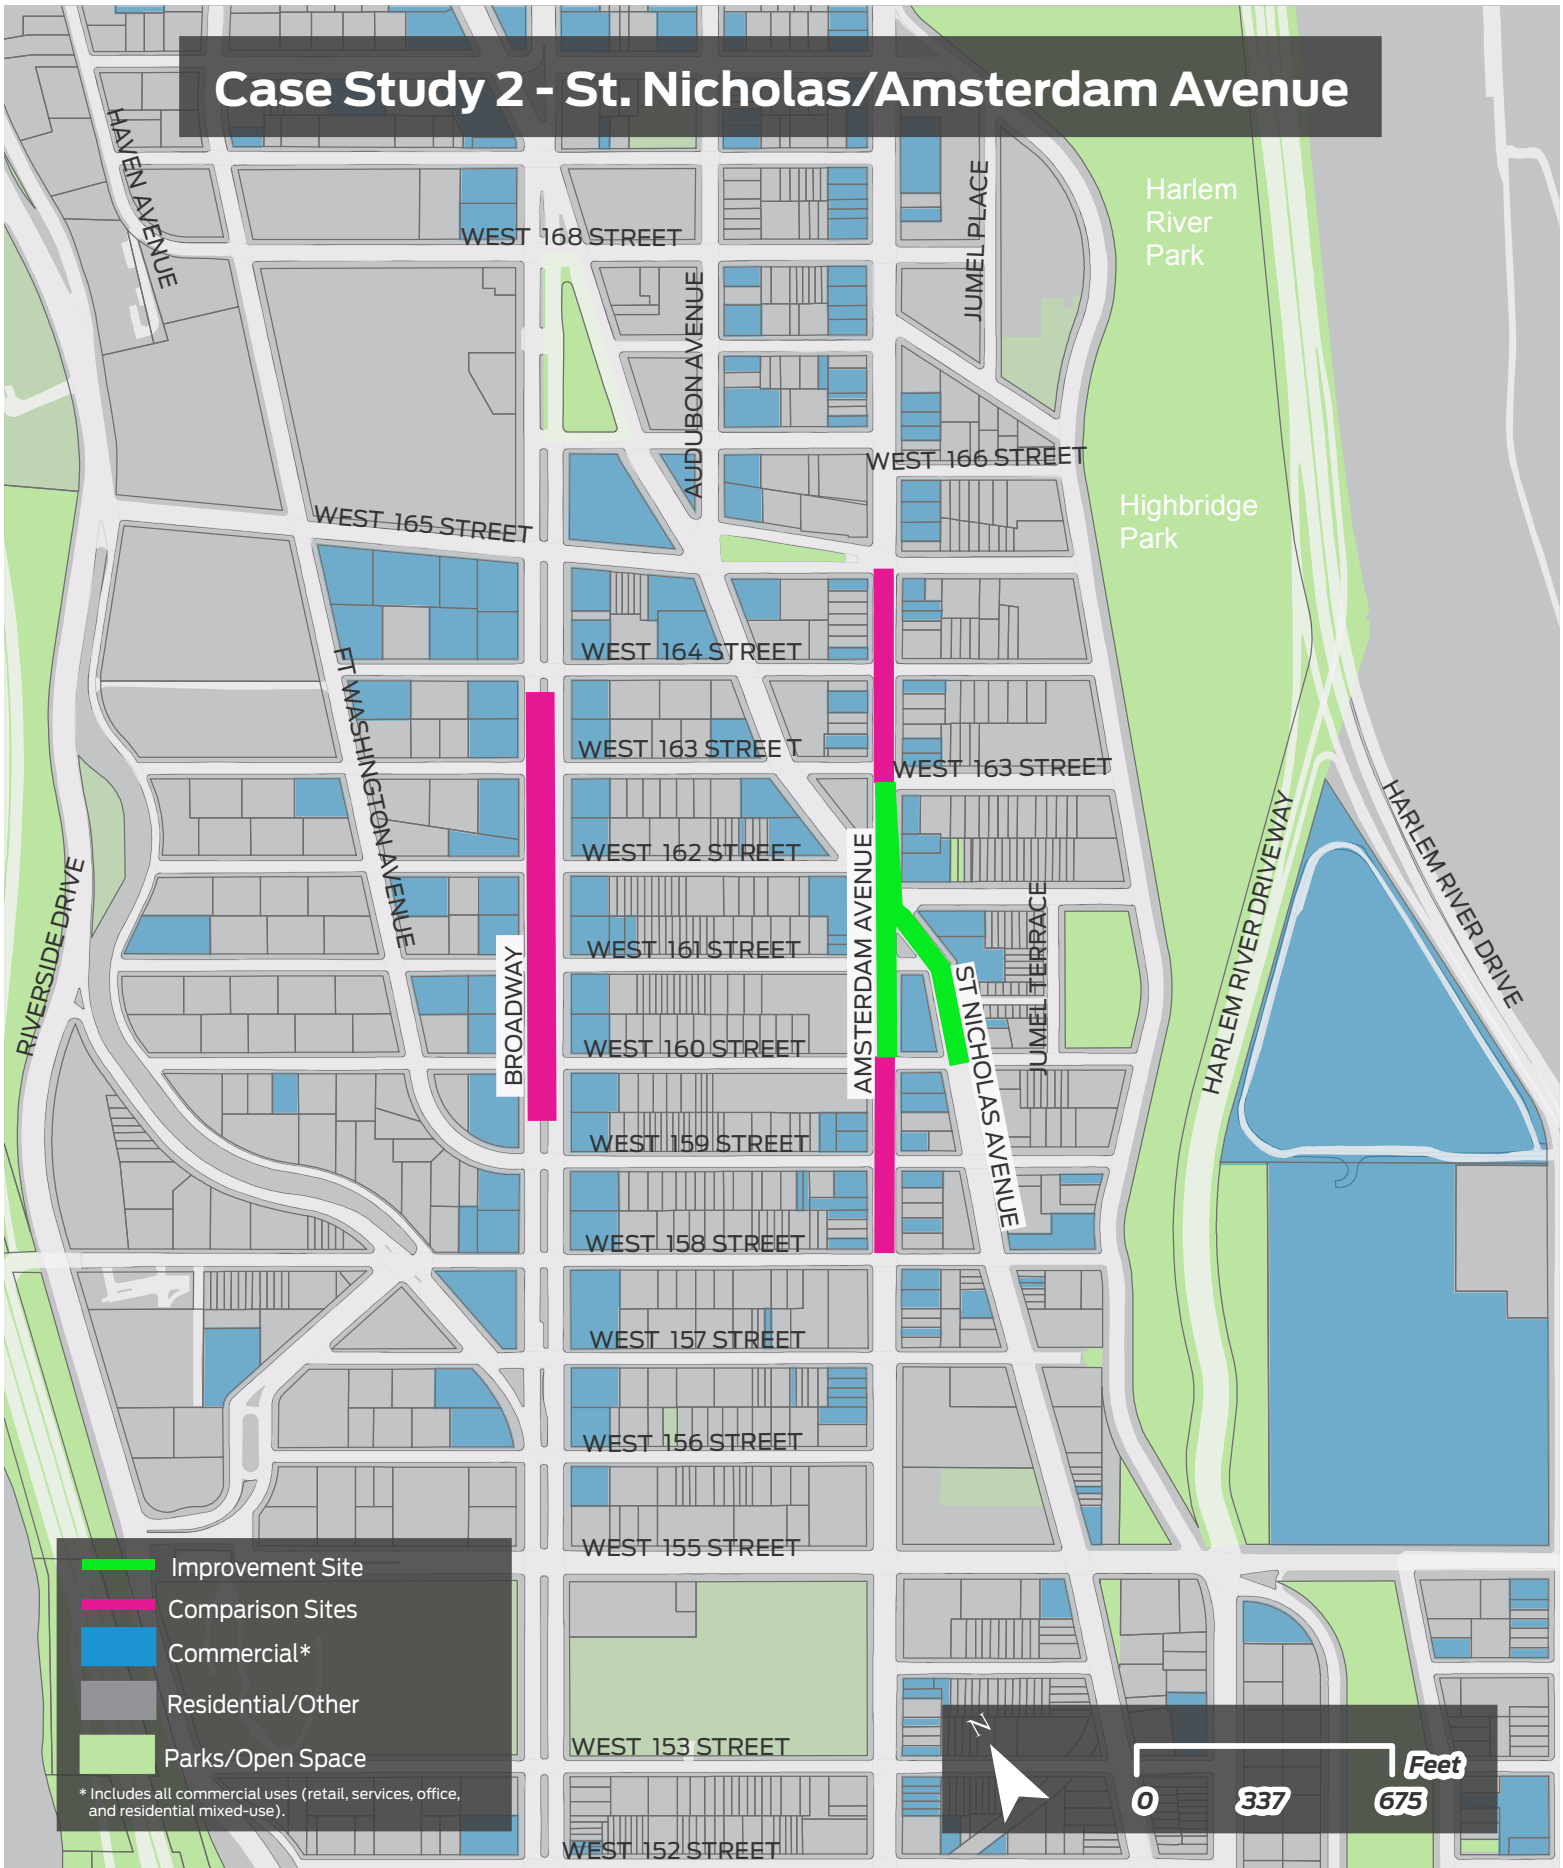 Case Study 2 - St. Nicholas/Amsterdam Avenue
HAVEN AVENUE
Harlem
River
Park
JUMEL PLACE
WEST 168 STREET
AUDUBON AVENUE
WEST 166 STREET
Highbridge
Park
WEST 165 STREET
WEST 164 STREET
FT WASHINGTON AVENUE
WEST 163 STREE T
WEST 163 STREET
HARLEM RIVER DRIVEWAY
HARLEM RIVER DRIVE
WEST 162 STREET
AMSTERDAM AVENUE
RIVERSIDE DRIVE
JUMEL TERRACE
WEST 161 STREET
BROADWAY
ST NICHOLAS AVENUE
WEST 160 STREET
WEST 159 STREET
WEST 158 STREET
WEST 157 STREET
WEST 156 STREET
WEST 155 STREET
WEST 153 STREET
WEST 152 STREET
Improvement Site
Comparison Sites
Commercial*
Residential/Other
Parks/Open Space
* Includes all commercial uses (retail, services, office,
and residential mixed-use).
N
Feet
0 337 675